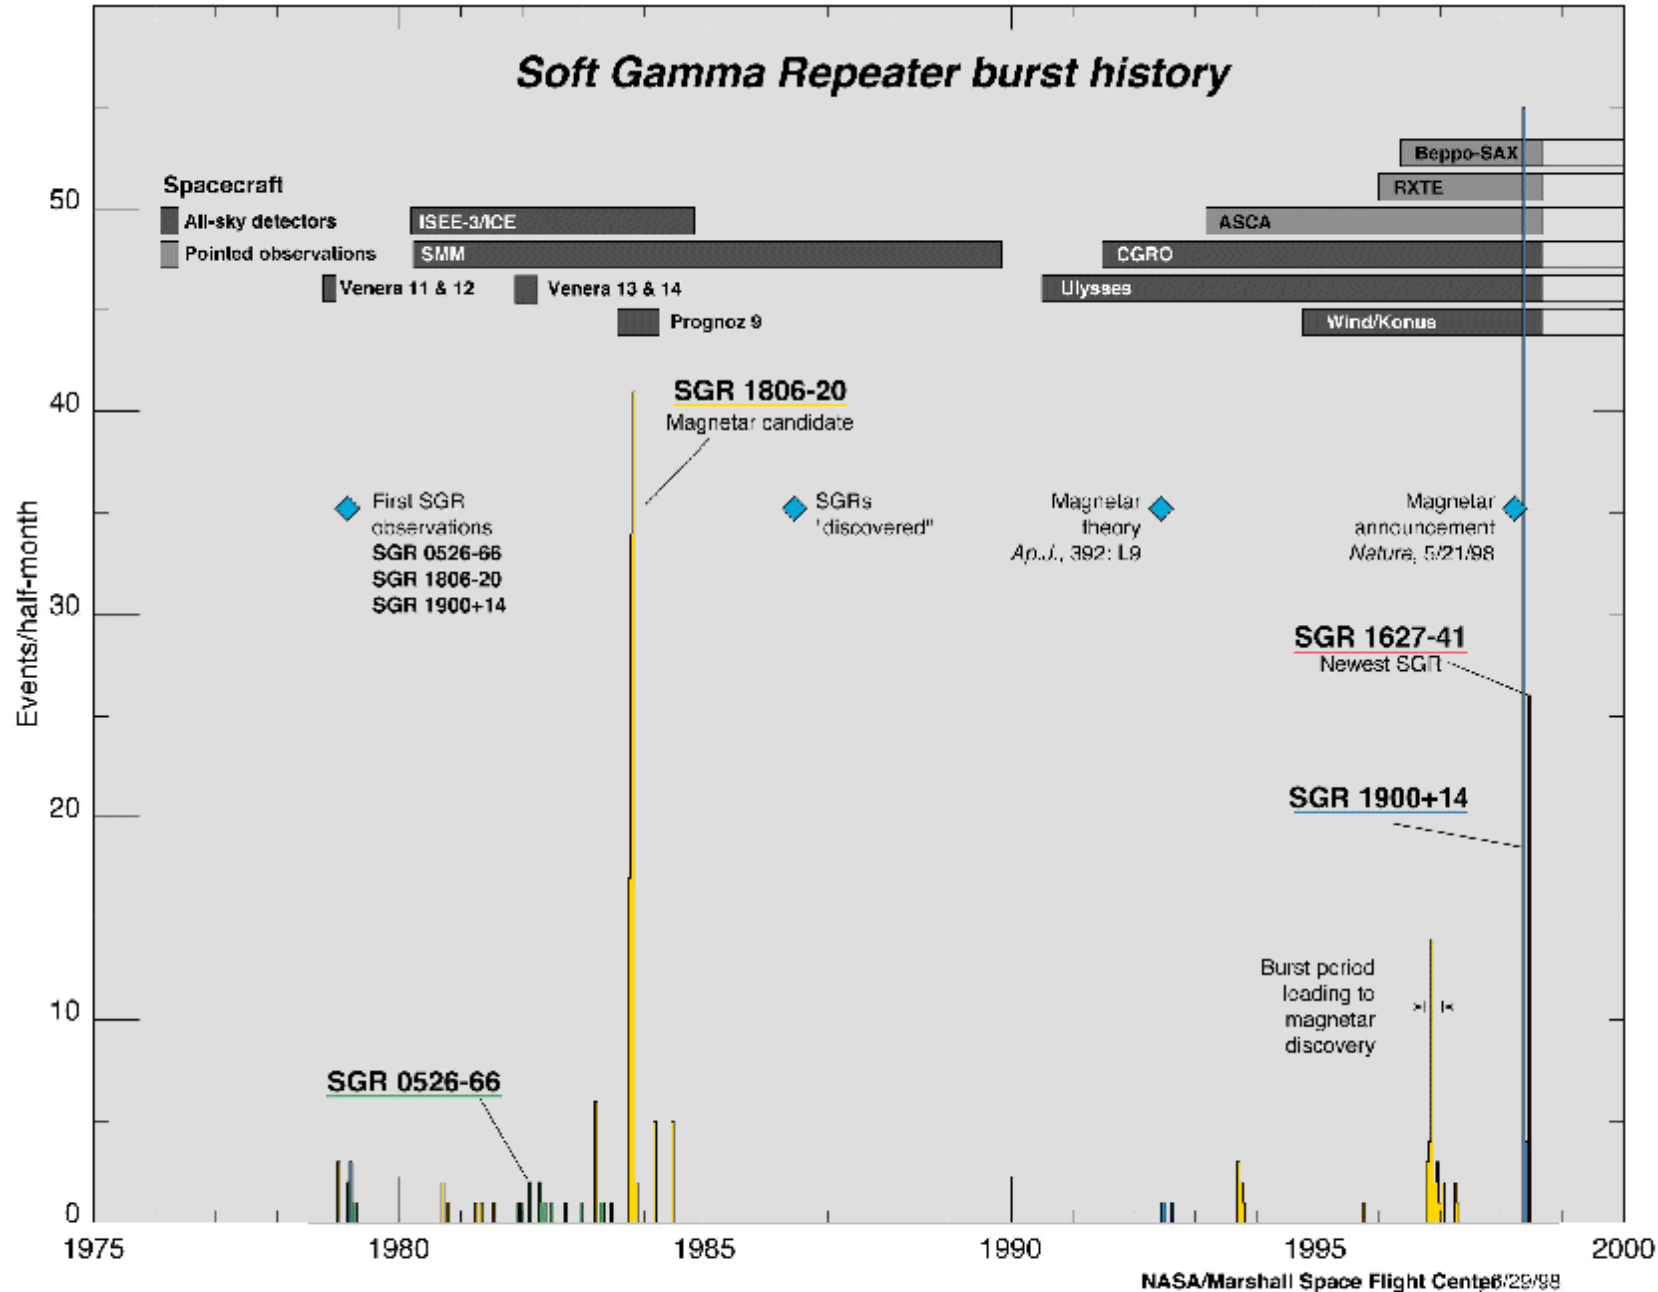 Soft Gamma Repeater burst history
Spacecraft
All-sky detectors
Pointed observations
Beppo-SAX
RXTE
ISEE-3/ICE
ASCA
SMM
CGRO
Venera 11 & 12
Venera 13 & 14
Ulysses
Prognoz 9
Wind/Konus
SGR 1806-20
Magnetar candidate
First SGR
observations
SGR 0526-66
SGR 1806-20
SGR 1900+14
SGRs
"discovered"
Magnetar
theory
Ap.J., 392: L9
Magnetar
announcement
Nature, 5/21/98
SGR 1627-41
Newest SGR
SGR 1900+14
Burst period
leading to
magnetar
discovery
SGR 0526-66
Events/half-month
50
40
30
20
10
0
1975
1980
1985
1990
1995
2000
NASA/Marshall Space Flight Center 6/29/98